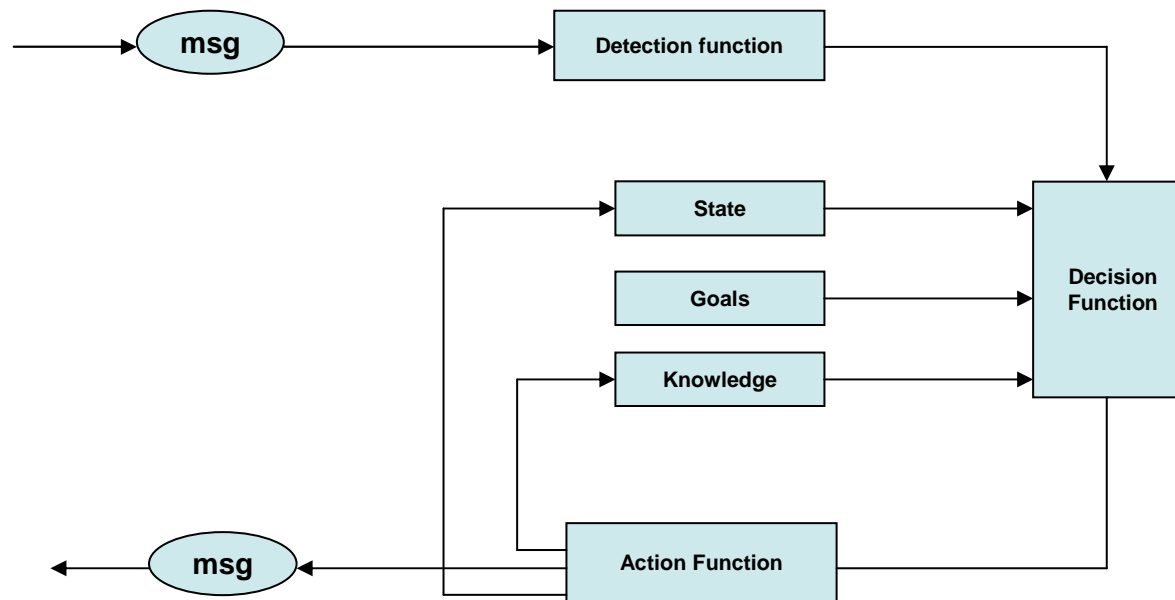 msg
Detection function
State
Goals
Decision
Function
Knowledge
Action Function
msg